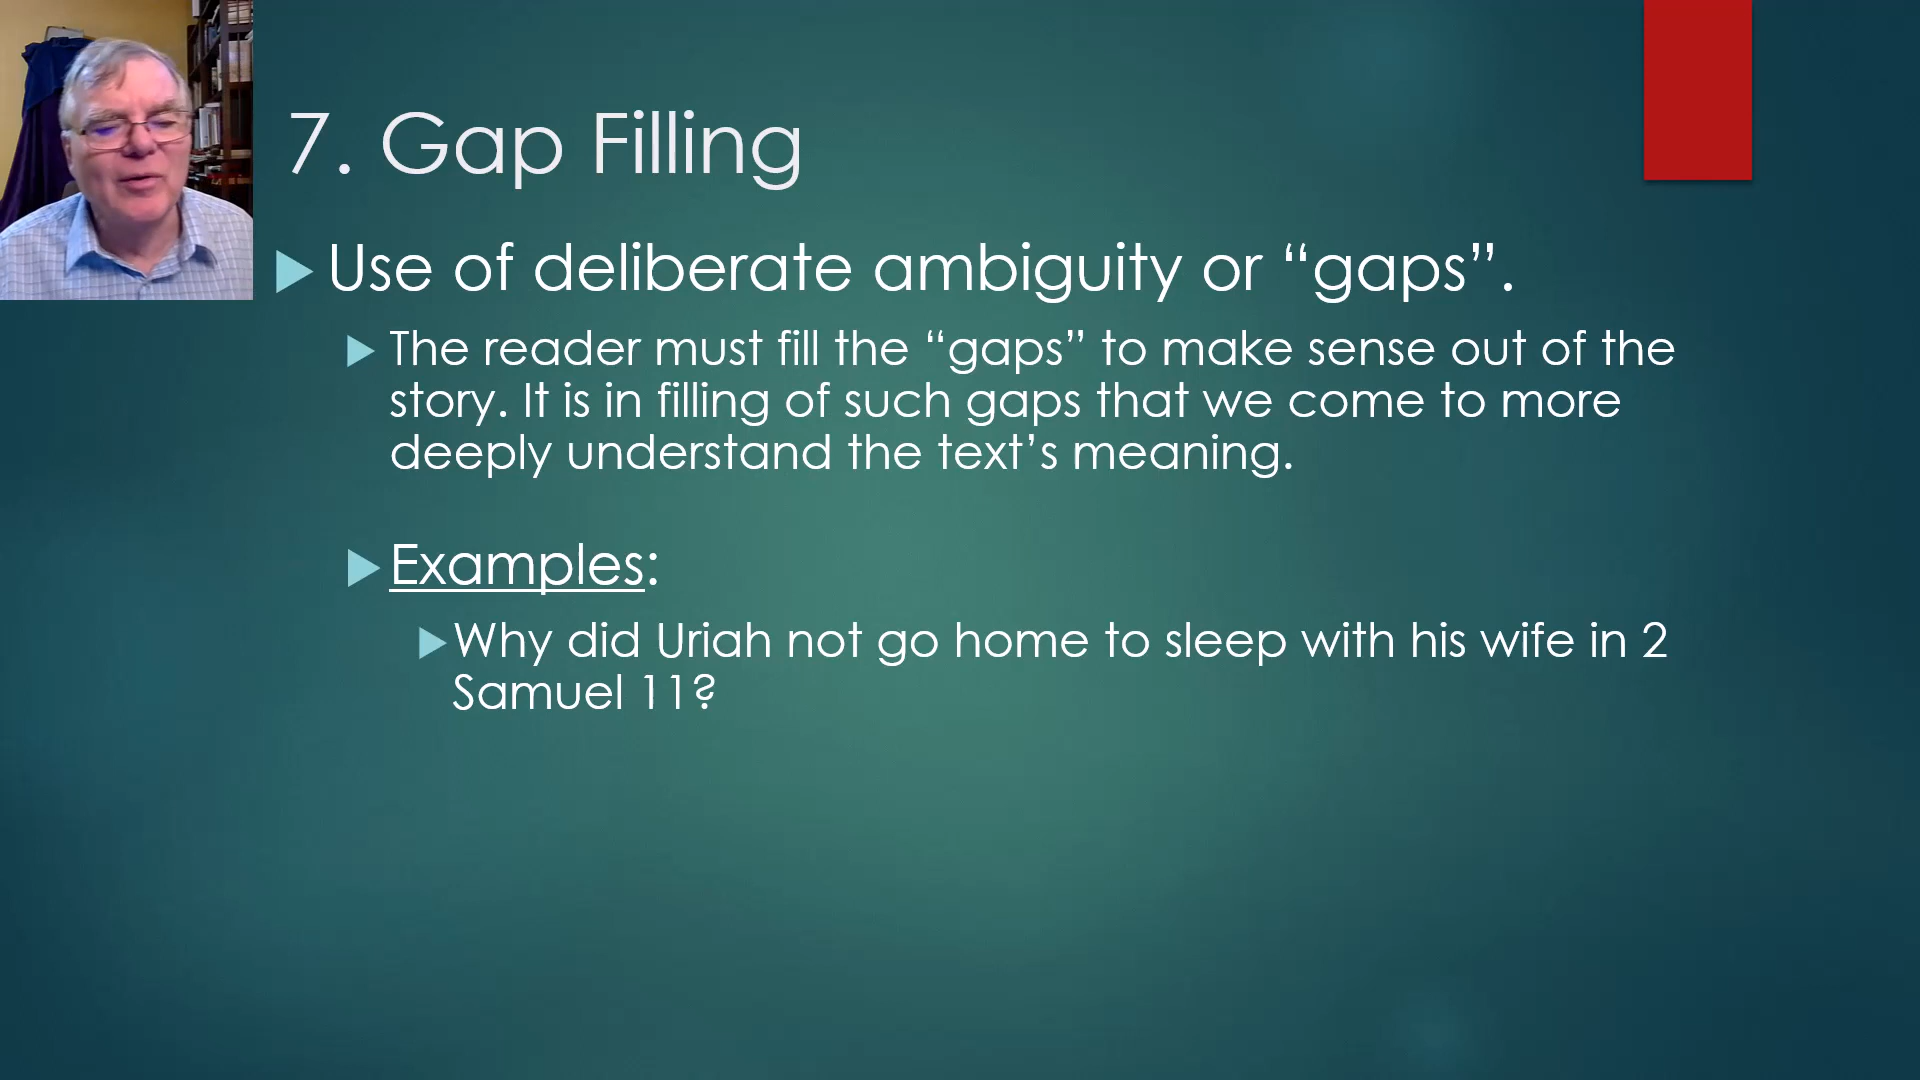 7. Gap Filling
Use of deliberate ambiguity or “gaps”.
The reader must fill the “gaps” to make sense out of the
story. It is in filling of such gaps that we come to more
deeply understand the text’s meaning.
Examples:
Why did Uriah not go home to sleep with his wife in 2
Samuel 11?